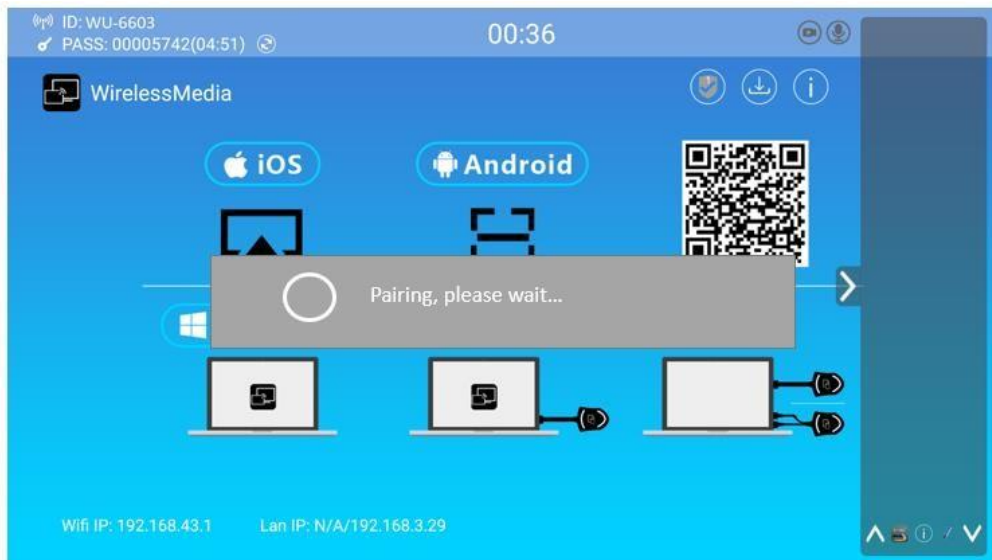 ID: WU-6603
PASS: 00005742(04:51)
00:36
WirelessMedia
iOS
Android
Pairing, please wait...
Wifi IP: 192.168.43.1
Lan IP: N/A/192.168.3.29